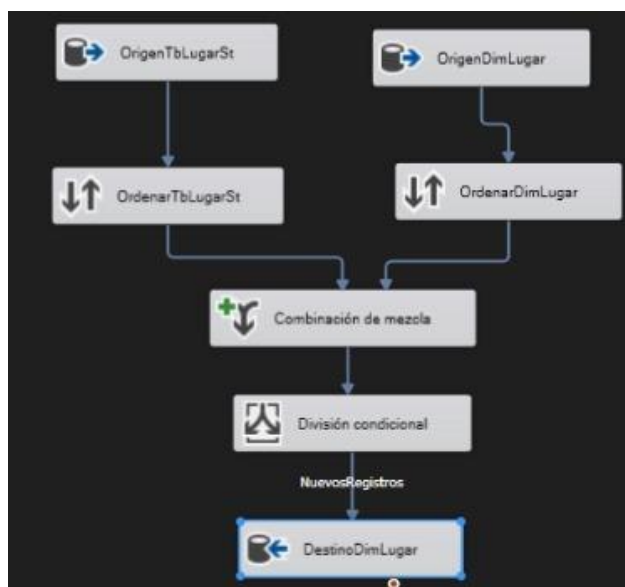 OrigenTbLugarSt
OrigenDimLugar
OrdenarTbLugarSt
OrdenarDimLugar
Combinación de mezcla
División condicional
NuevosRegistros
DestinoDimLugar